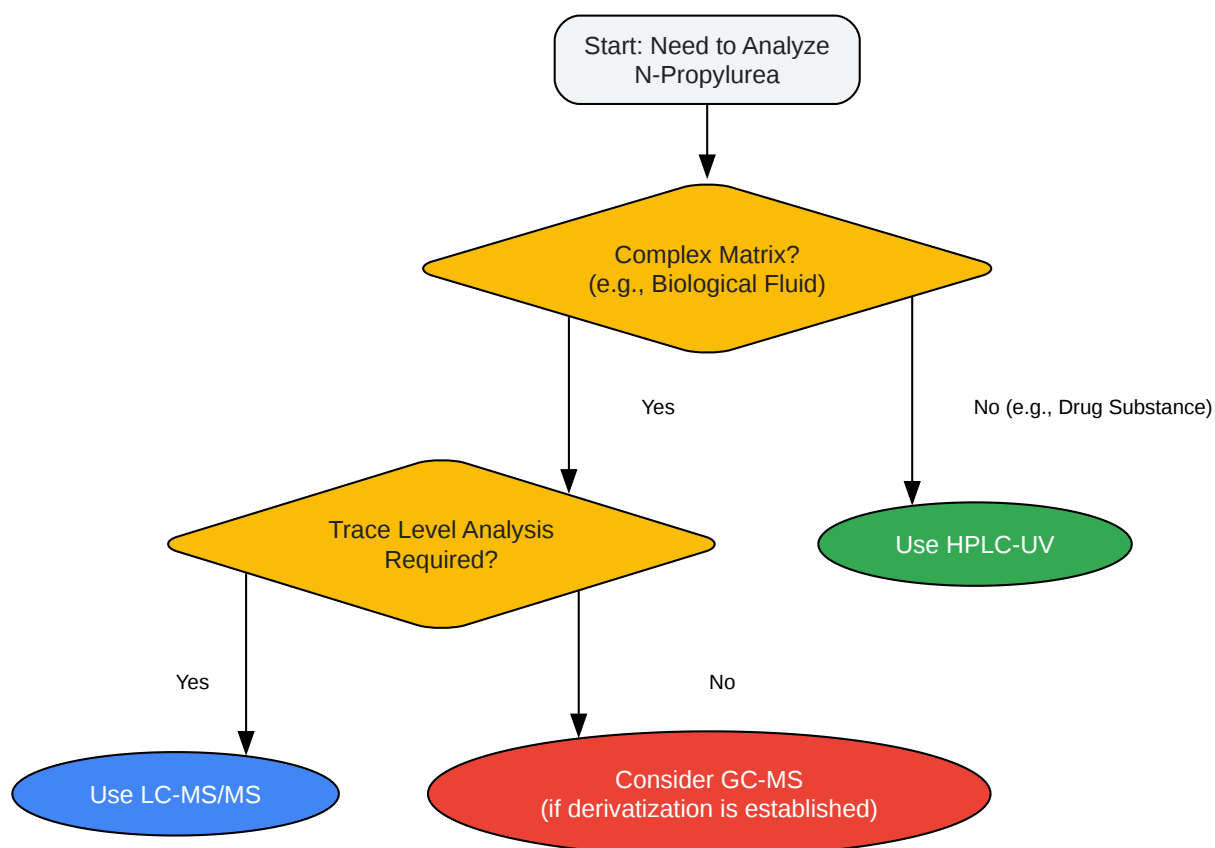 Start: Need to Analyze
N-Propylurea
Complex Matrix?
(e.g., Biological Fluid)
Yes
No (e.g., Drug Substance)
Trace Level Analysis
Required?
Use HPLC-UV
Yes
No
Use LC-MS/MS
Consider GC-MS
(if derivatization is established)